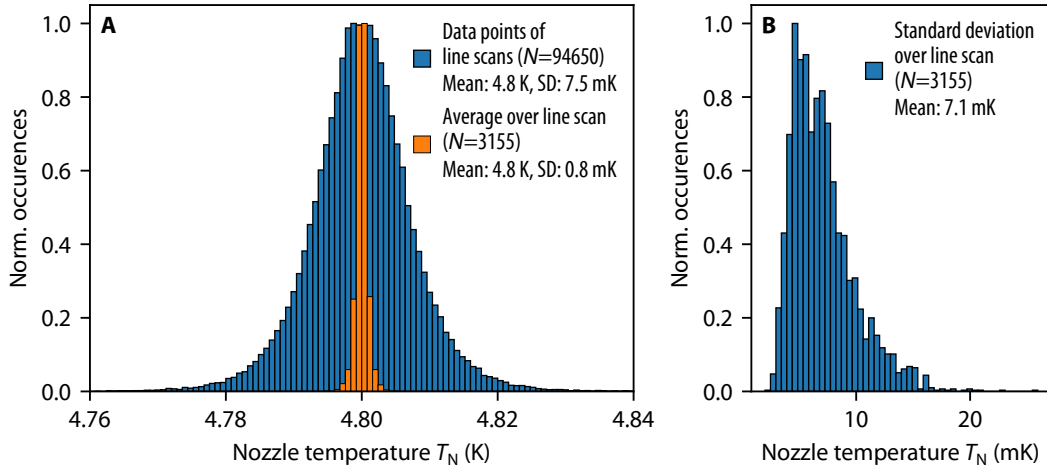 A
Data points of
line scans (N=94650)
Mean: 4.8 K, SD: 7.5 mK
Average over line scan
(N=3155)
Mean: 4.8 K, SD: 0.8 mK
Norm. occurences
1.0
0.8
0.6
0.4
0.2
0.0
4.76
4.78
4.80
4.82
4.84
Nozzle temperature TN (K)
B
Standard deviation
over line scan
(N=3155)
Mean: 7.1 mK
Norm. occurences
1.0
0.8
0.6
0.4
0.2
0.0
10
20
Nozzle temperature TN (mK)